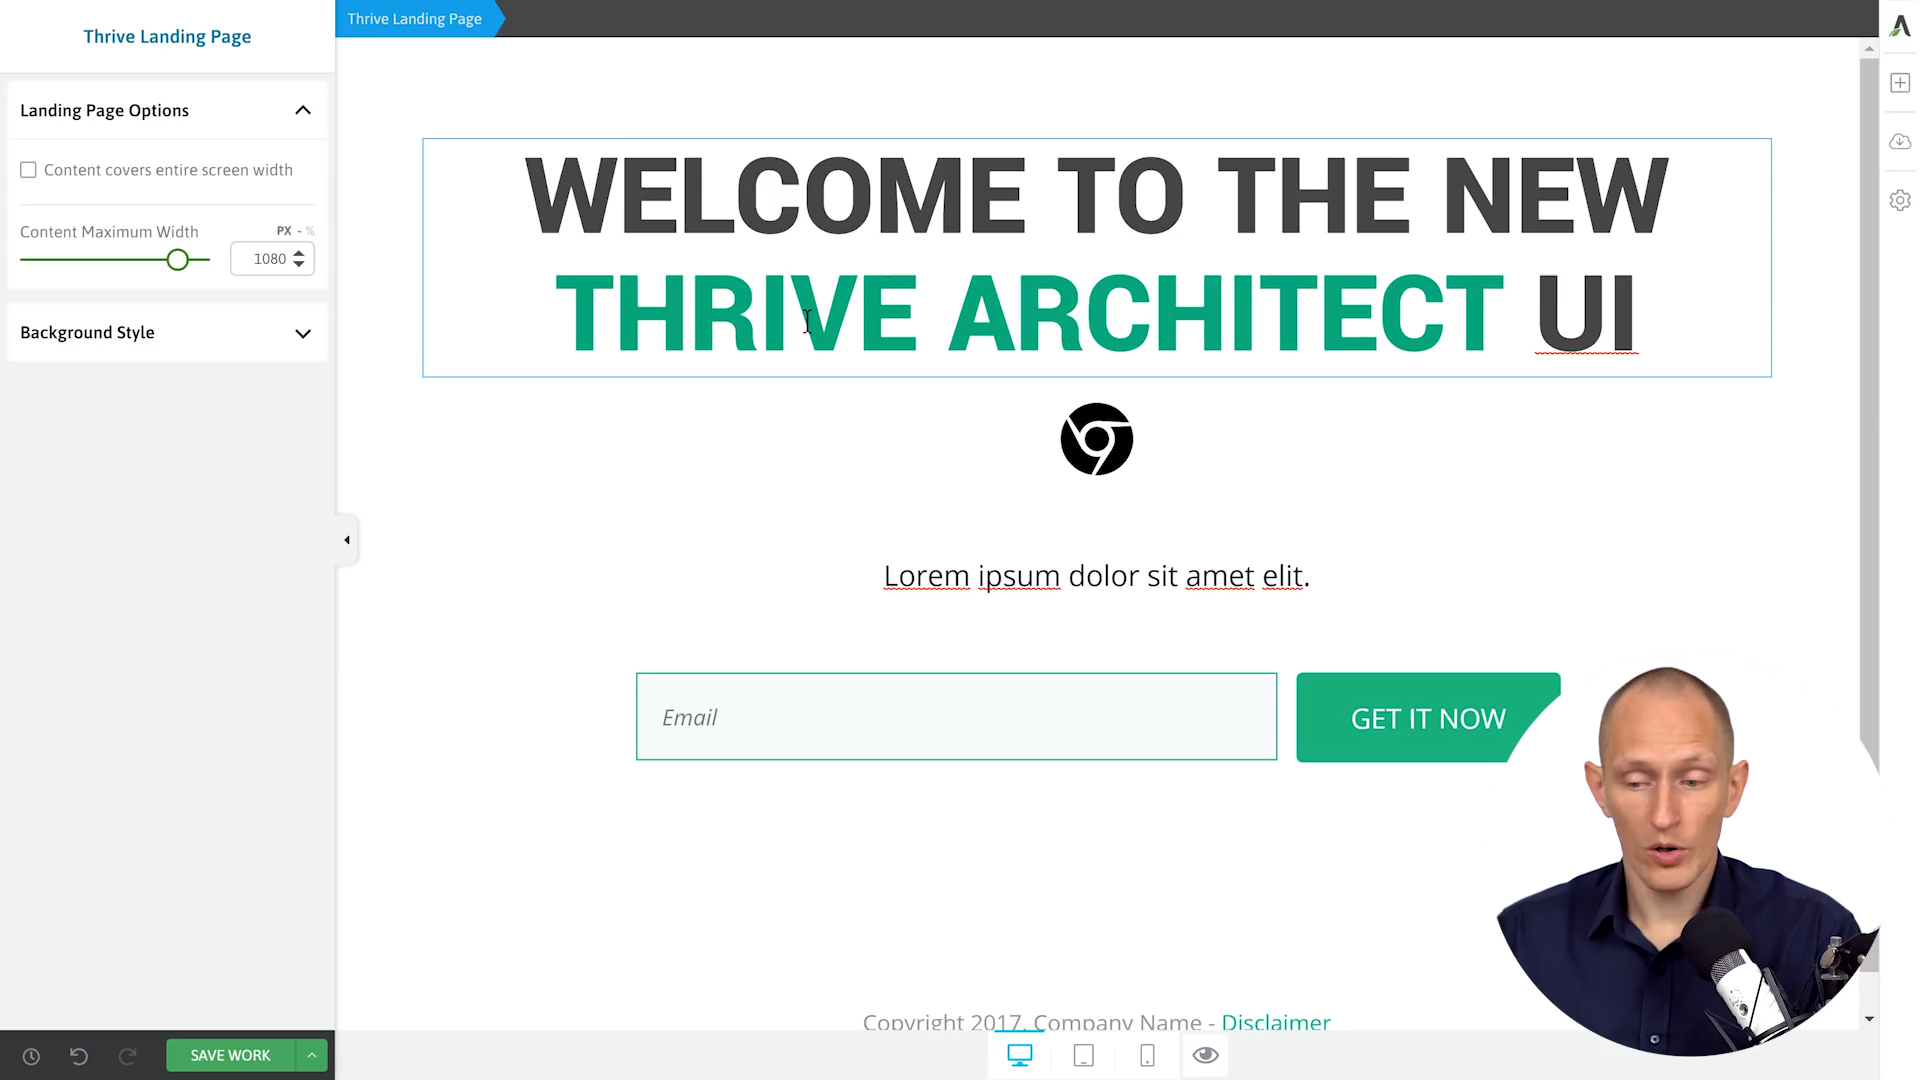 Thrive Landing Page
Thrive Landing Page
Landing Page Options
Content covers entire screen width
Content Maximum Width
PX - %
1080
Background Style
WELCOME TO THE NEW
THRIVE ARCHITECT UI
Lorem ipsum dolor sit amet elit.
Email
GET IT NOW
Copyright 2017, Company Name - Disclaimer
SAVE WORK